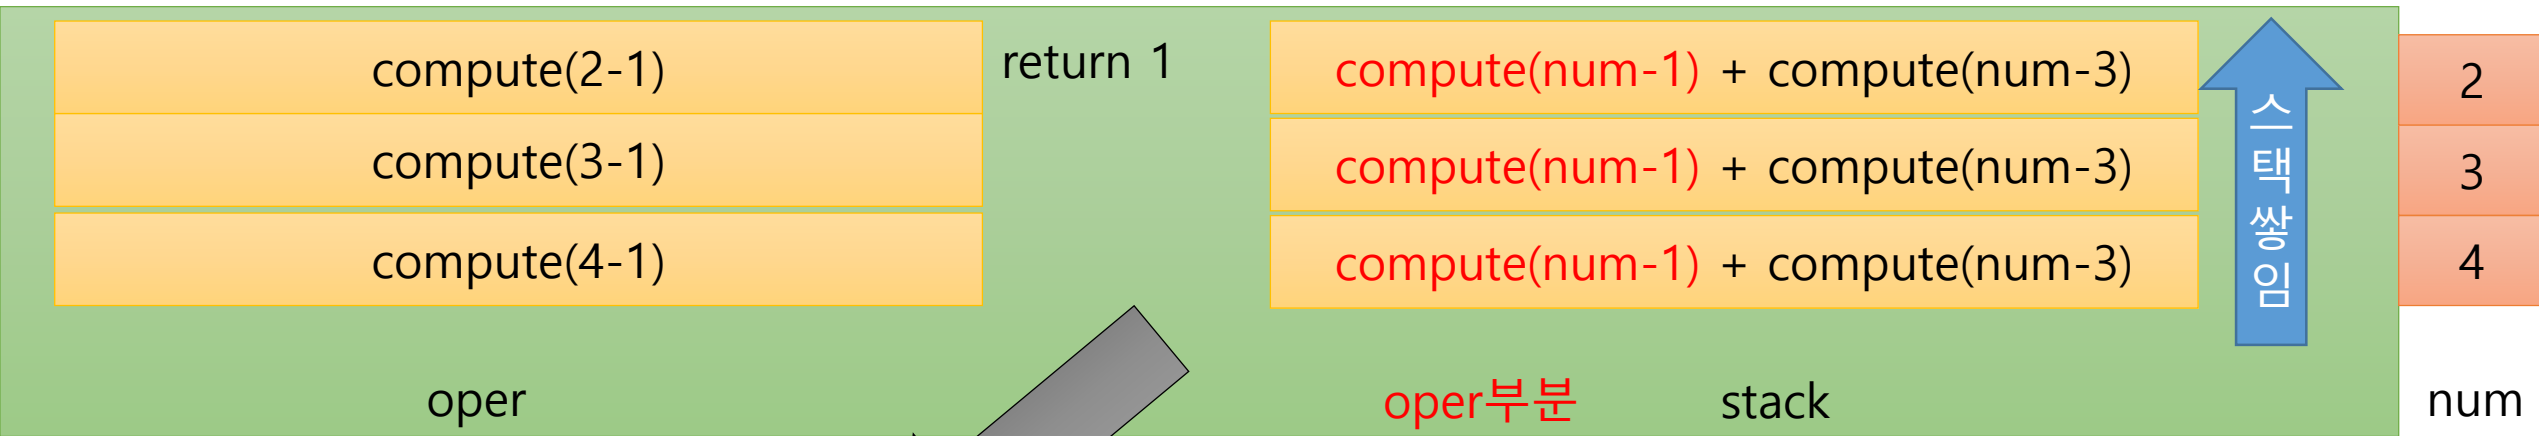 compute(2-1)
return 1
compute(num-1) + compute(num-3)
2
compute(3-1)
compute(num-1) + compute(num-3)
3
compute(4-1)
compute(num-1) + compute(num-3)
4
스택쌓임
oper
oper부분
stack
num